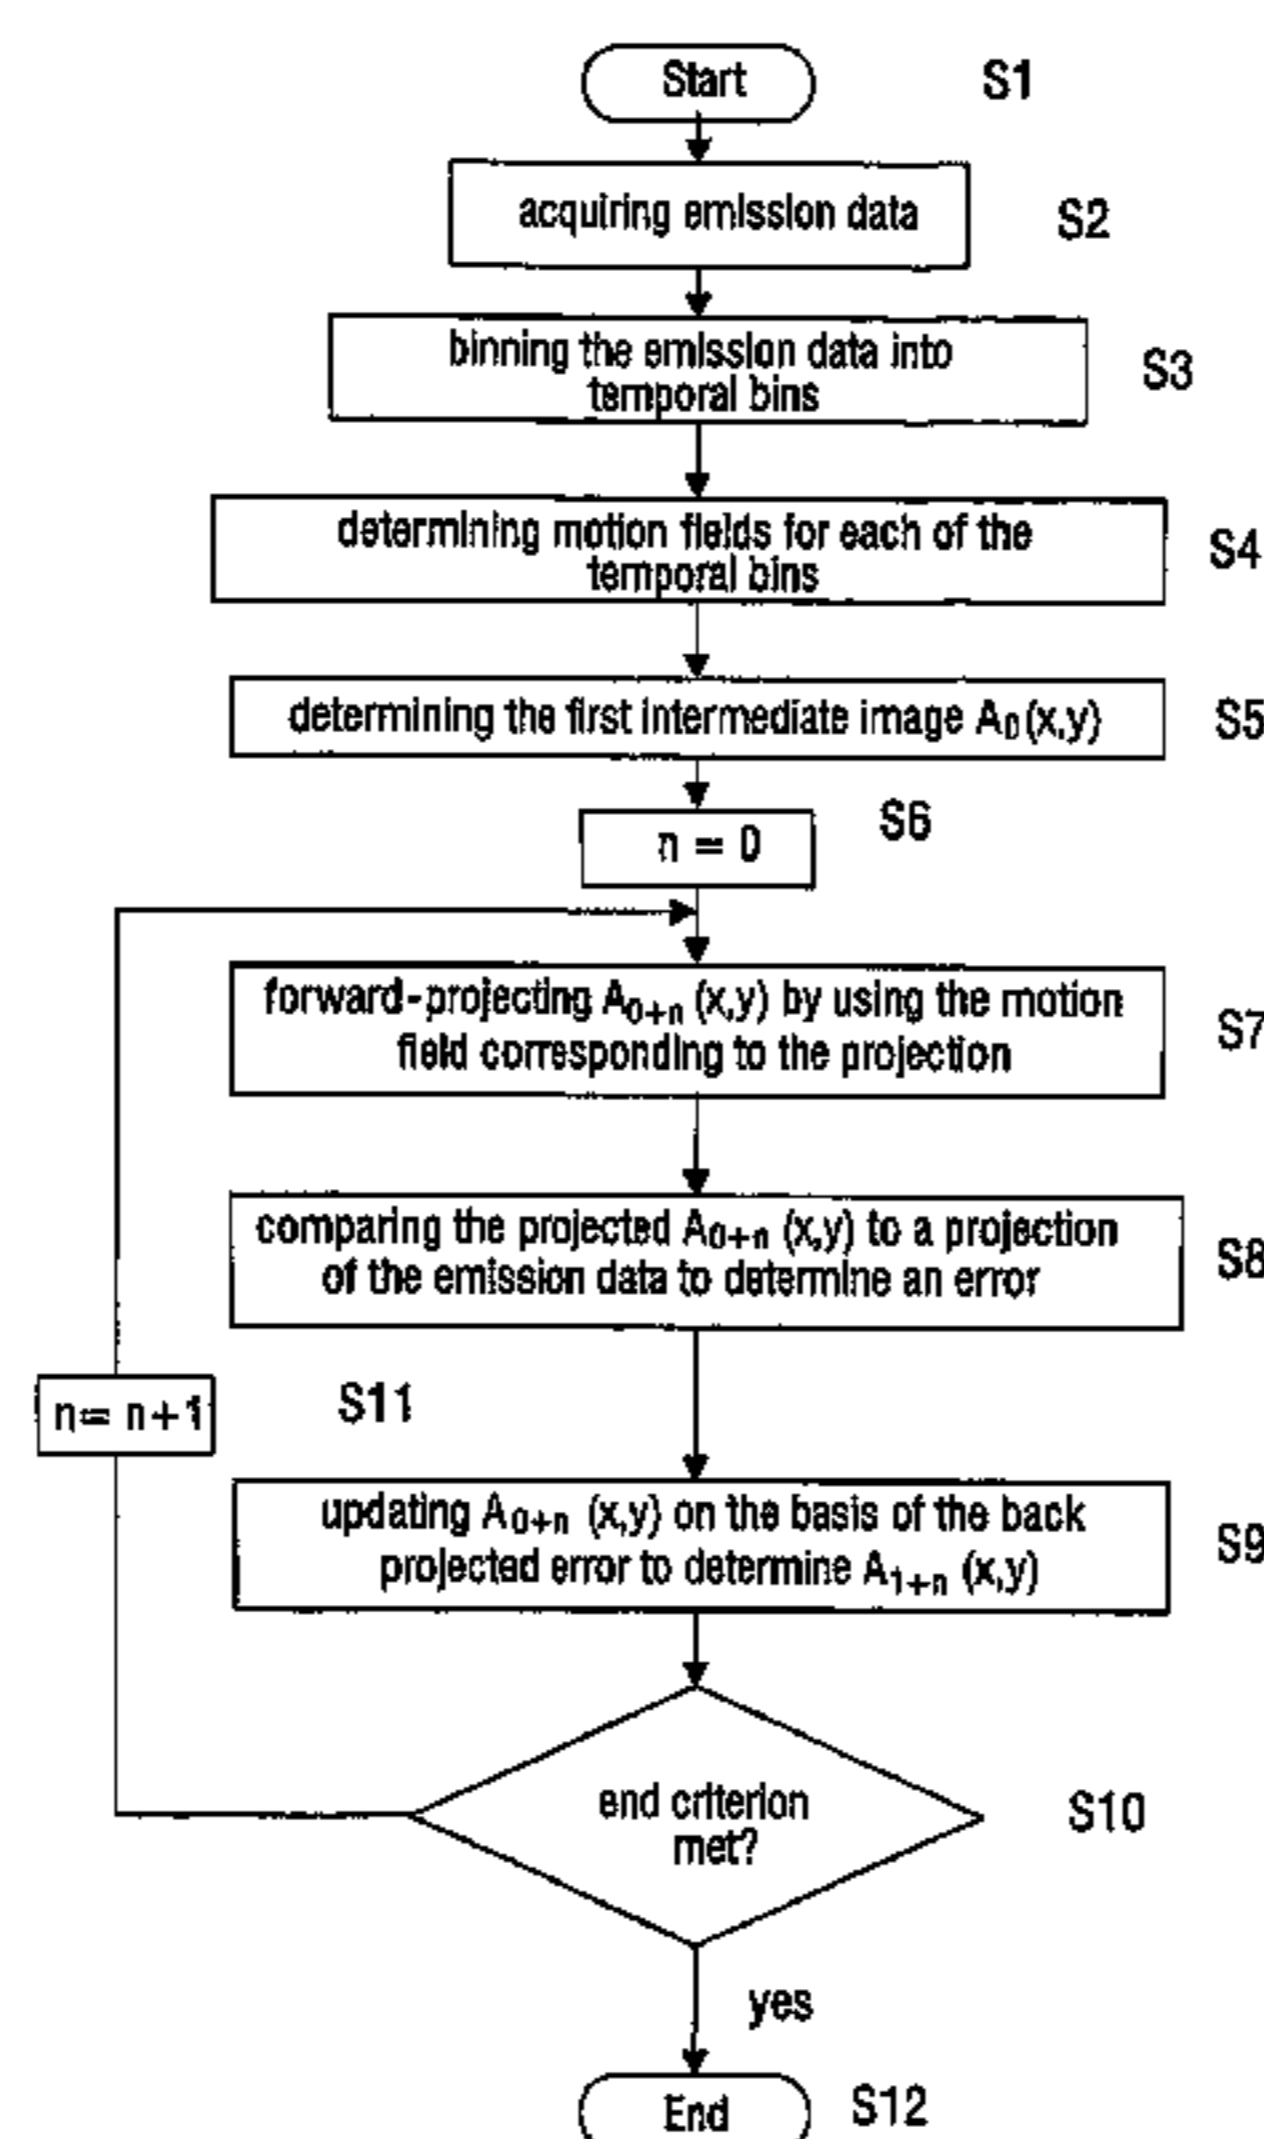 Start S1
acquiring emission data S2
binning the emission data into
temporal bins
S3
determining motion fields for each of the
temporal bins
S4
determining the first intermediate image A₀(x,y) S5
n = 0 S6
forward-projecting A₀₊ₙ (x,y) by using the motion
field corresponding to the projection
S7
comparing the projected A₀₊ₙ (x,y) to a projection
of the emission data to determine an error
S8
n= n+1 S11
updating A₀₊ₙ (x,y) on the basis of the back
projected error to determine A₁₊ₙ (x,y)
S9
end criterion
met?
S10
yes
End S12